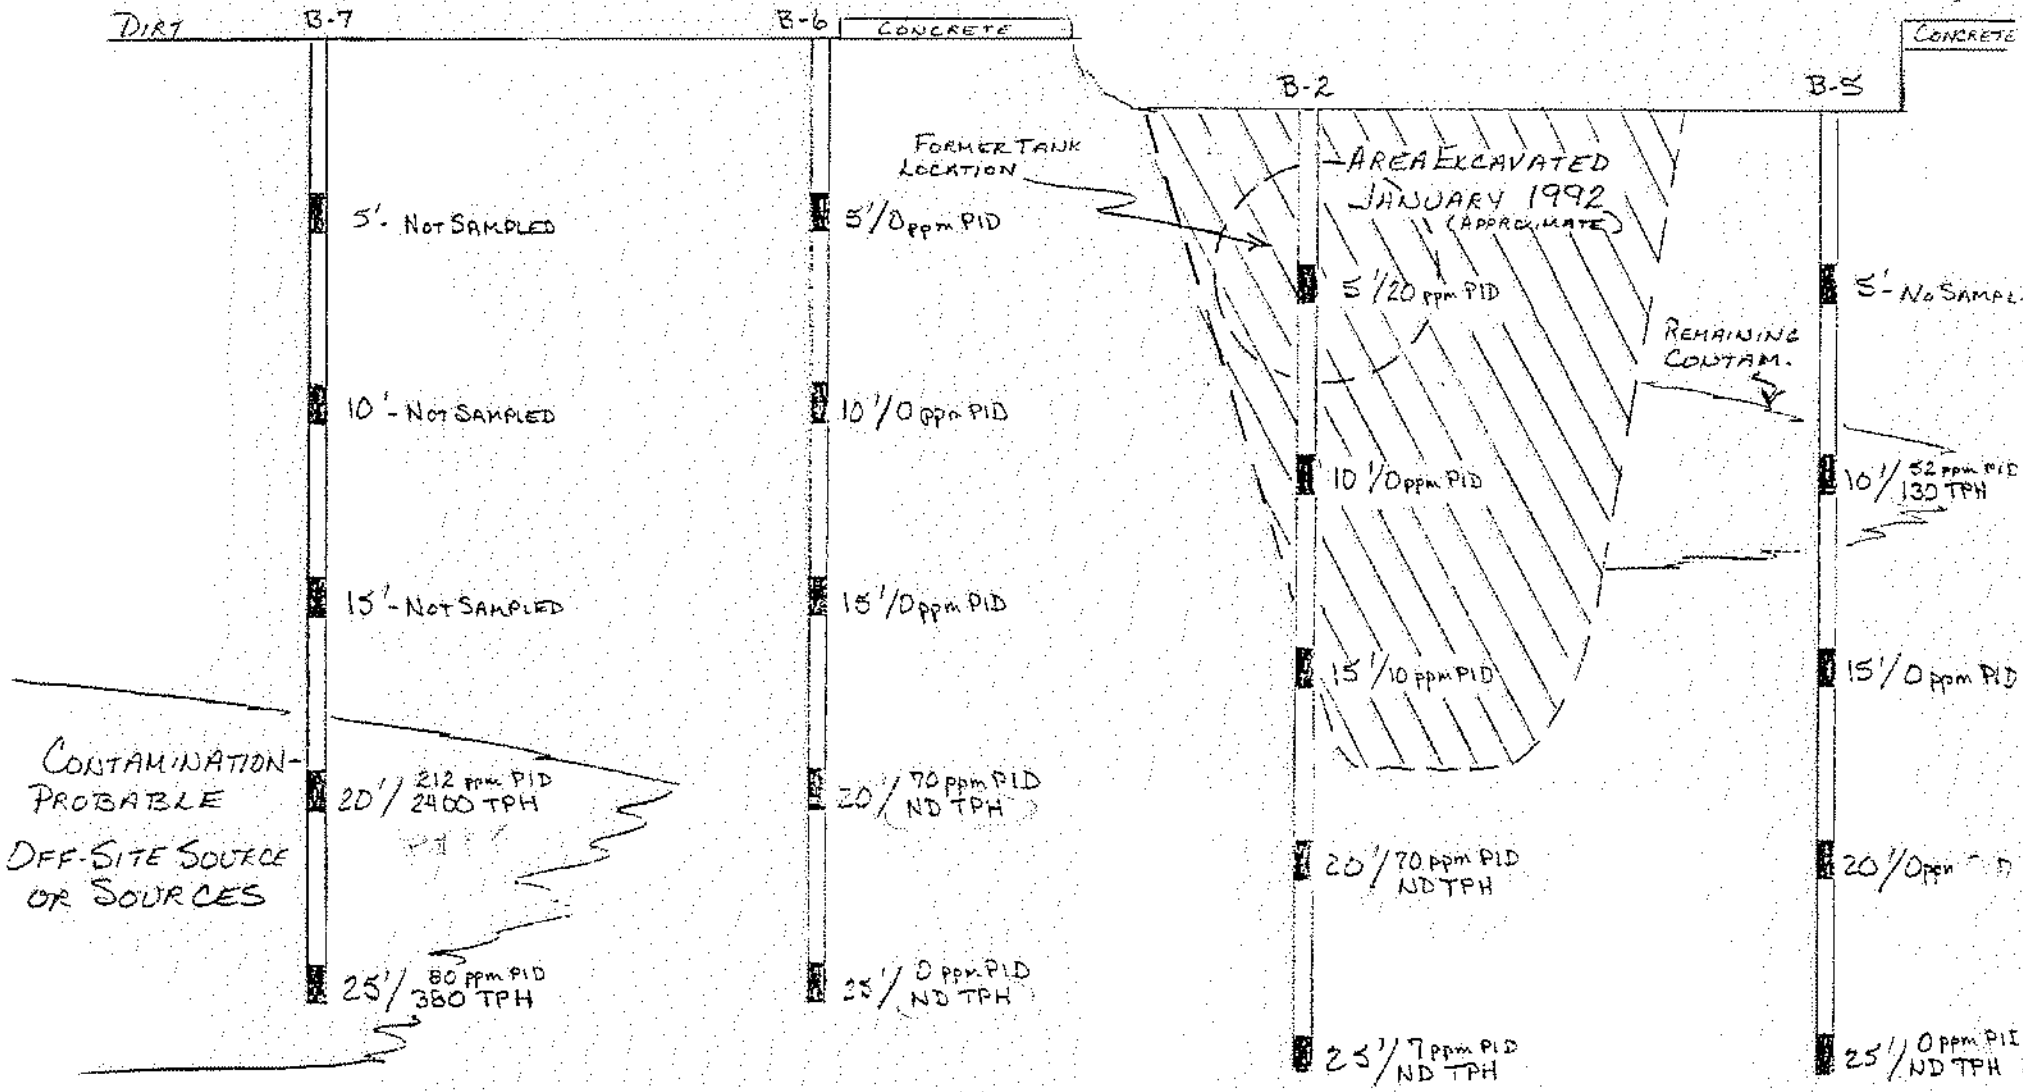 DIRT
B-7
B-6
CONCRETE
CONCRETE
B-2
B-5
FORMER TANK
LOCATION
AREA EXCAVATED
JANUARY 1992
(APPROXIMATE)
5'- NOT SAMPLED
5'/0 ppm PID
5'/20 ppm PID
5'- NO SAMPL
REMAINING
CONTAM.
10'- NOT SAMPLED
10'/0 ppm PID
10'/0 ppm PID
10'/ 52 ppm PID
130 TPH
15'- NOT SAMPLED
15'/0 ppm PID
15'/10 ppm PID
15'/0 ppm PID
CONTAMINATION-
PROBABLE
OFF-SITE SOURCE
OR SOURCES
20'/ 212 ppm PID
2400 TPH
20'/ 70 ppm PID
ND TPH
20'/70 ppm PID
ND TPH
20'/0 ppm
25'/ 80 ppm PID
380 TPH
25'/ 0 ppm PID
ND TPH
25'/ 7 ppm PID
ND TPH
25'/ 0 ppm PID
ND TPH